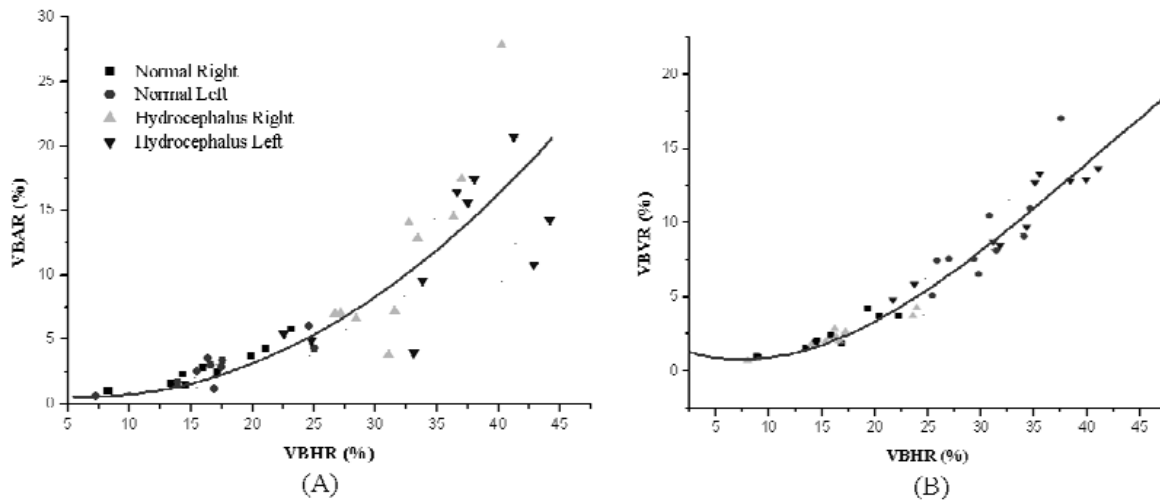 30
25
20
15
10
5
0
VBAR (%)
Normal Right
Normal Left
Hydrocephalus Right
Hydrocephalus Left
5 10 15 20 25 30 35 40 45
VBHR (%)
(A)
20
15
10
5
0
VBVR (%)
5 10 15 20 25 30 35 40 45
VBHR (%)
(B)